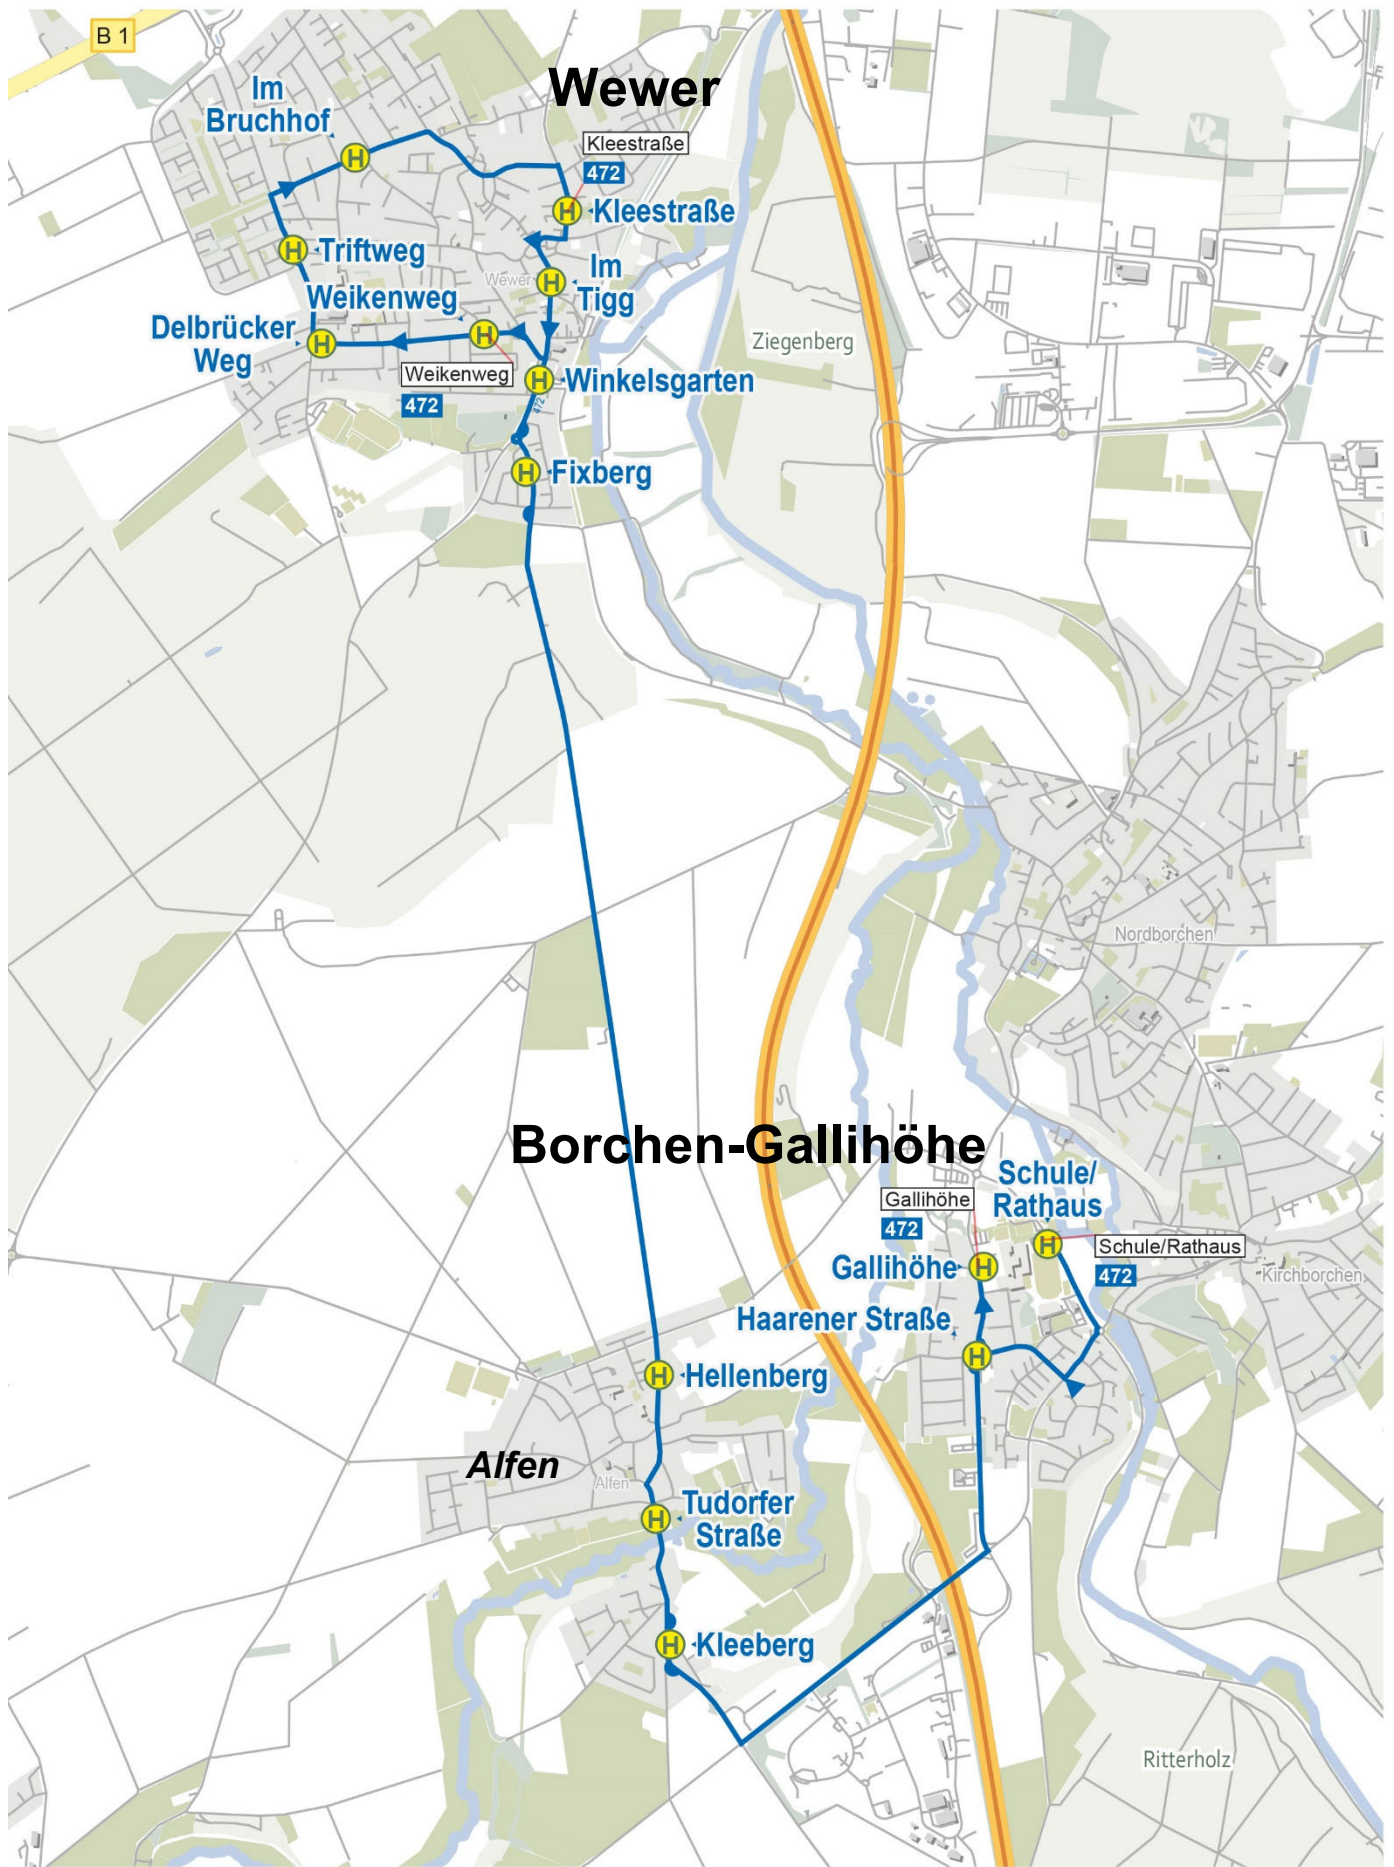 B 1
Wewer
Im
Bruchhof
Kleestraße
472
Kleestraße
Triftweg
Wewer
Im
Tigg
Weikenweg
Delbrücker
Weg
Ziegenberg
Weikenweg
472
Winkelsgarten
472
Fixberg
Nordborchen
Borchen-Gallihöhe
Schule/
Rathaus
Gallihöhe
472
Schule/Rathaus
472
Gallihöhe
Kirchborchen
Haarener Straße
Hellenberg
Alfen
Alfen
Tudorfer
Straße
Kleeberg
Ritterholz